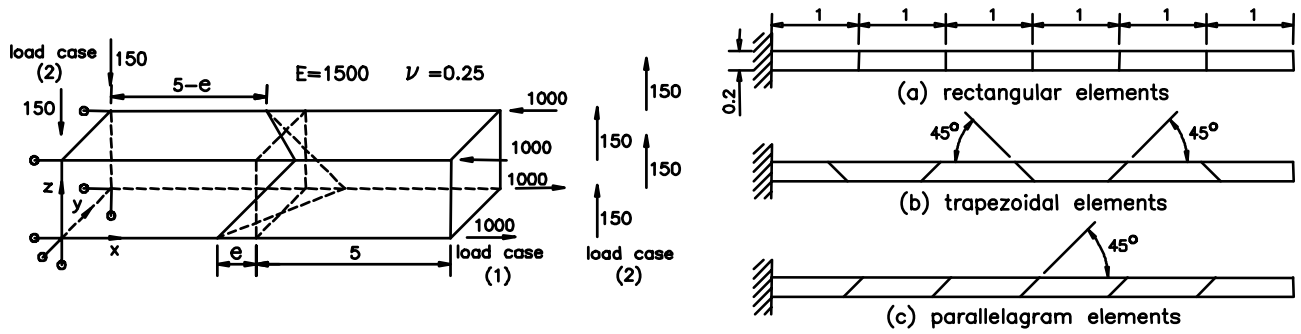 load case
(2)
150
150
5-e
E=1500 ν =0.25
1000
1000
1000
1000
z
y
x
e
5
load case
(1)
150
150
150
150
load case
(2)
1 1 1 1 1 1
0.2
(a) rectangular elements
45° 45°
(b) trapezoidal elements
45°
(c) parallelagram elements